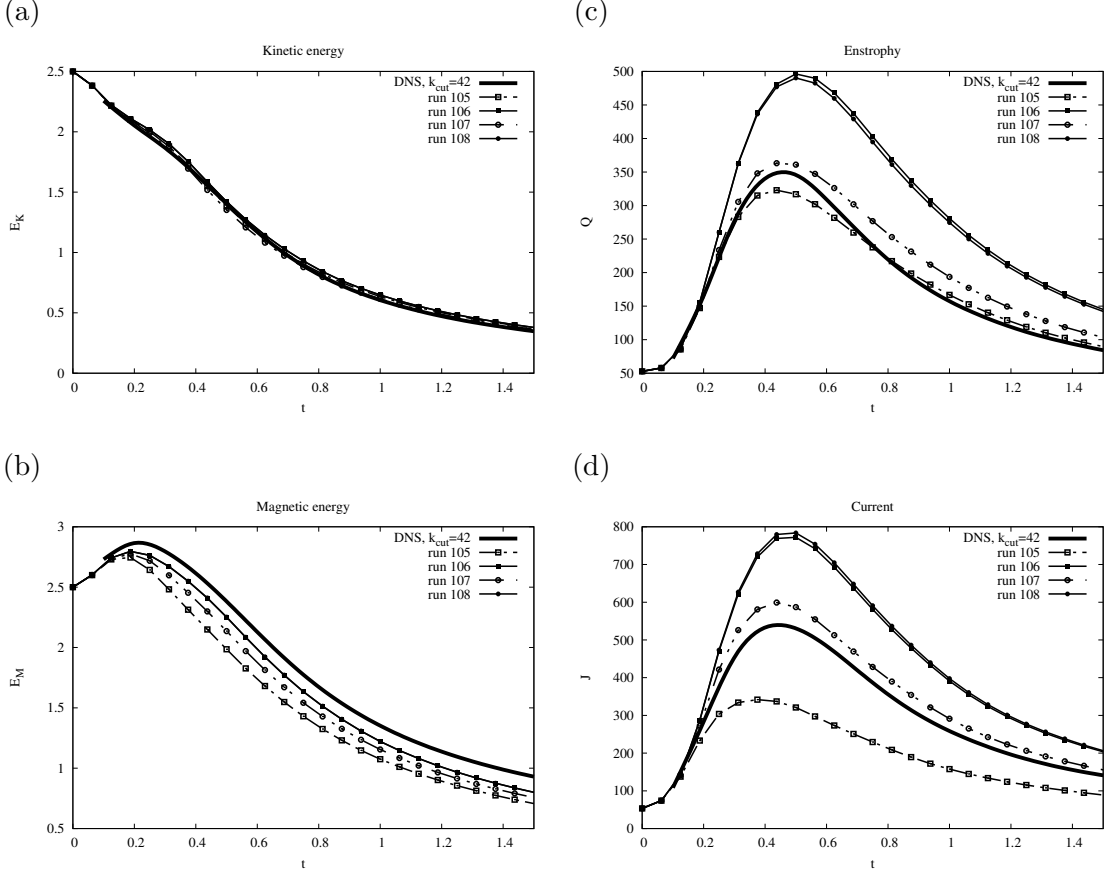 (a)
Kinetic energy
2.5
2
1.5
1
0.5
0
E_K
0 0.2 0.4 0.6 0.8 1 1.2 1.4
t
DNS, k_cut=42
run 105
run 106
run 107
run 108
(c)
Enstrophy
500
450
400
350
300
250
200
150
100
50
Q
0 0.2 0.4 0.6 0.8 1 1.2 1.4
t
DNS, k_cut=42
run 105
run 106
run 107
run 108
(b)
Magnetic energy
3
2.5
2
1.5
1
0.5
E_M
0 0.2 0.4 0.6 0.8 1 1.2 1.4
t
DNS, k_cut=42
run 105
run 106
run 107
run 108
(d)
Current
800
700
600
500
400
300
200
100
0
J
0 0.2 0.4 0.6 0.8 1 1.2 1.4
t
DNS, k_cut=42
run 105
run 106
run 107
run 108